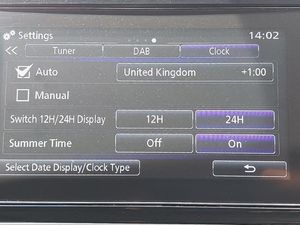 Settings 14:02
<< Tuner DAB Clock
Auto United Kingdom +1:00
Manual
Switch 12H/24H Display 12H 24H
Summer Time Off On
Select Date Display/Clock Type